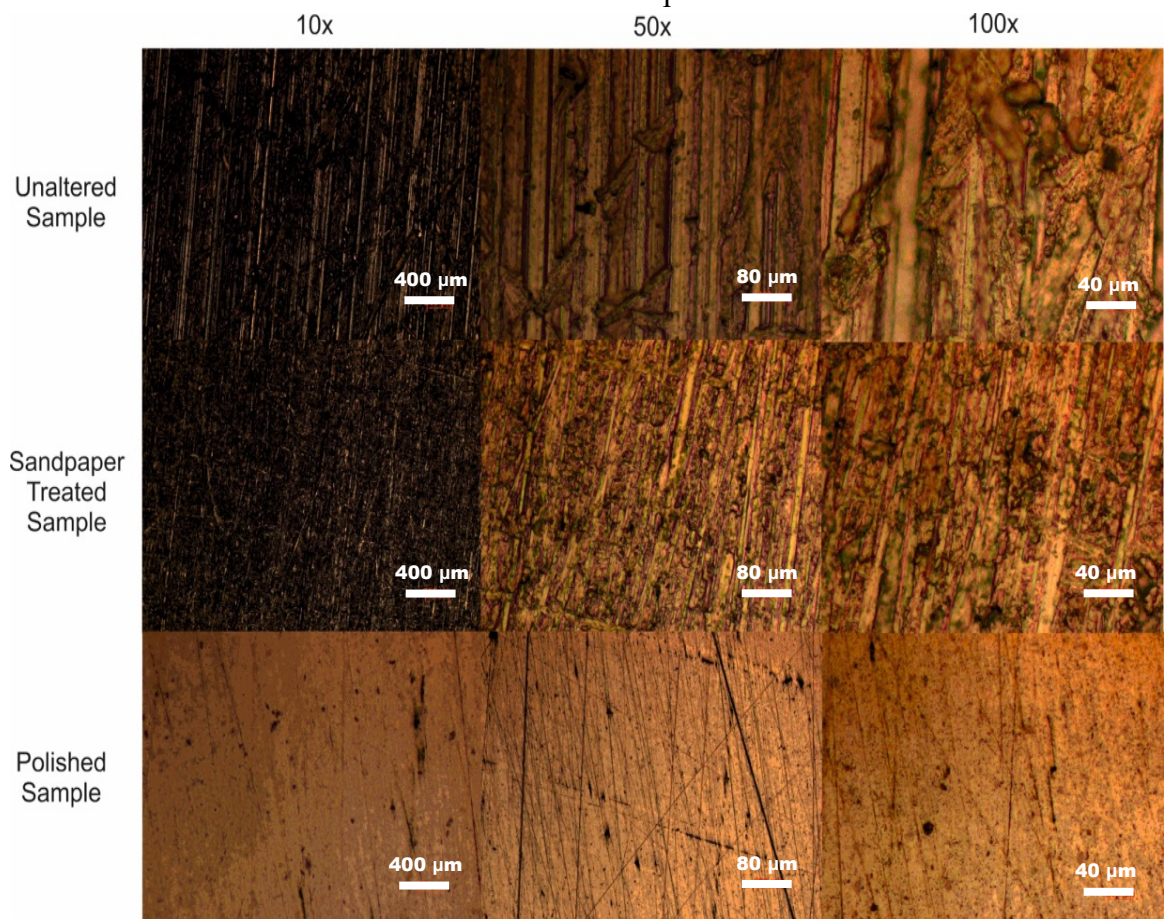 10x 50x 100x
Unaltered
Sample
400 μm 80 μm 40 μm
Sandpaper
Treated
Sample
400 μm 80 μm 40 μm
Polished
Sample
400 μm 80 μm 40 μm